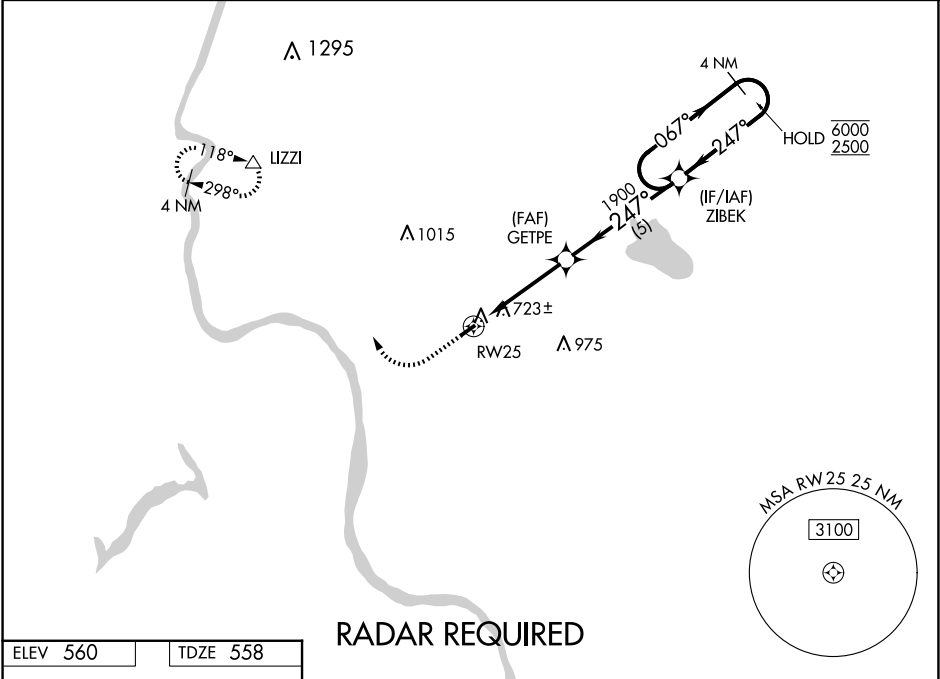 1295
4 NM
067°
247°
HOLD 6000
2500
118°
LIZZI
298°
4 NM
(IF/IAF)
ZIBEK
1900
247°
(5)
(FAF)
GETPE
1015
723±
RW25
975
MSA RW25 25 NM
3100
RADAR REQUIRED
ELEV 560
TDZE 558